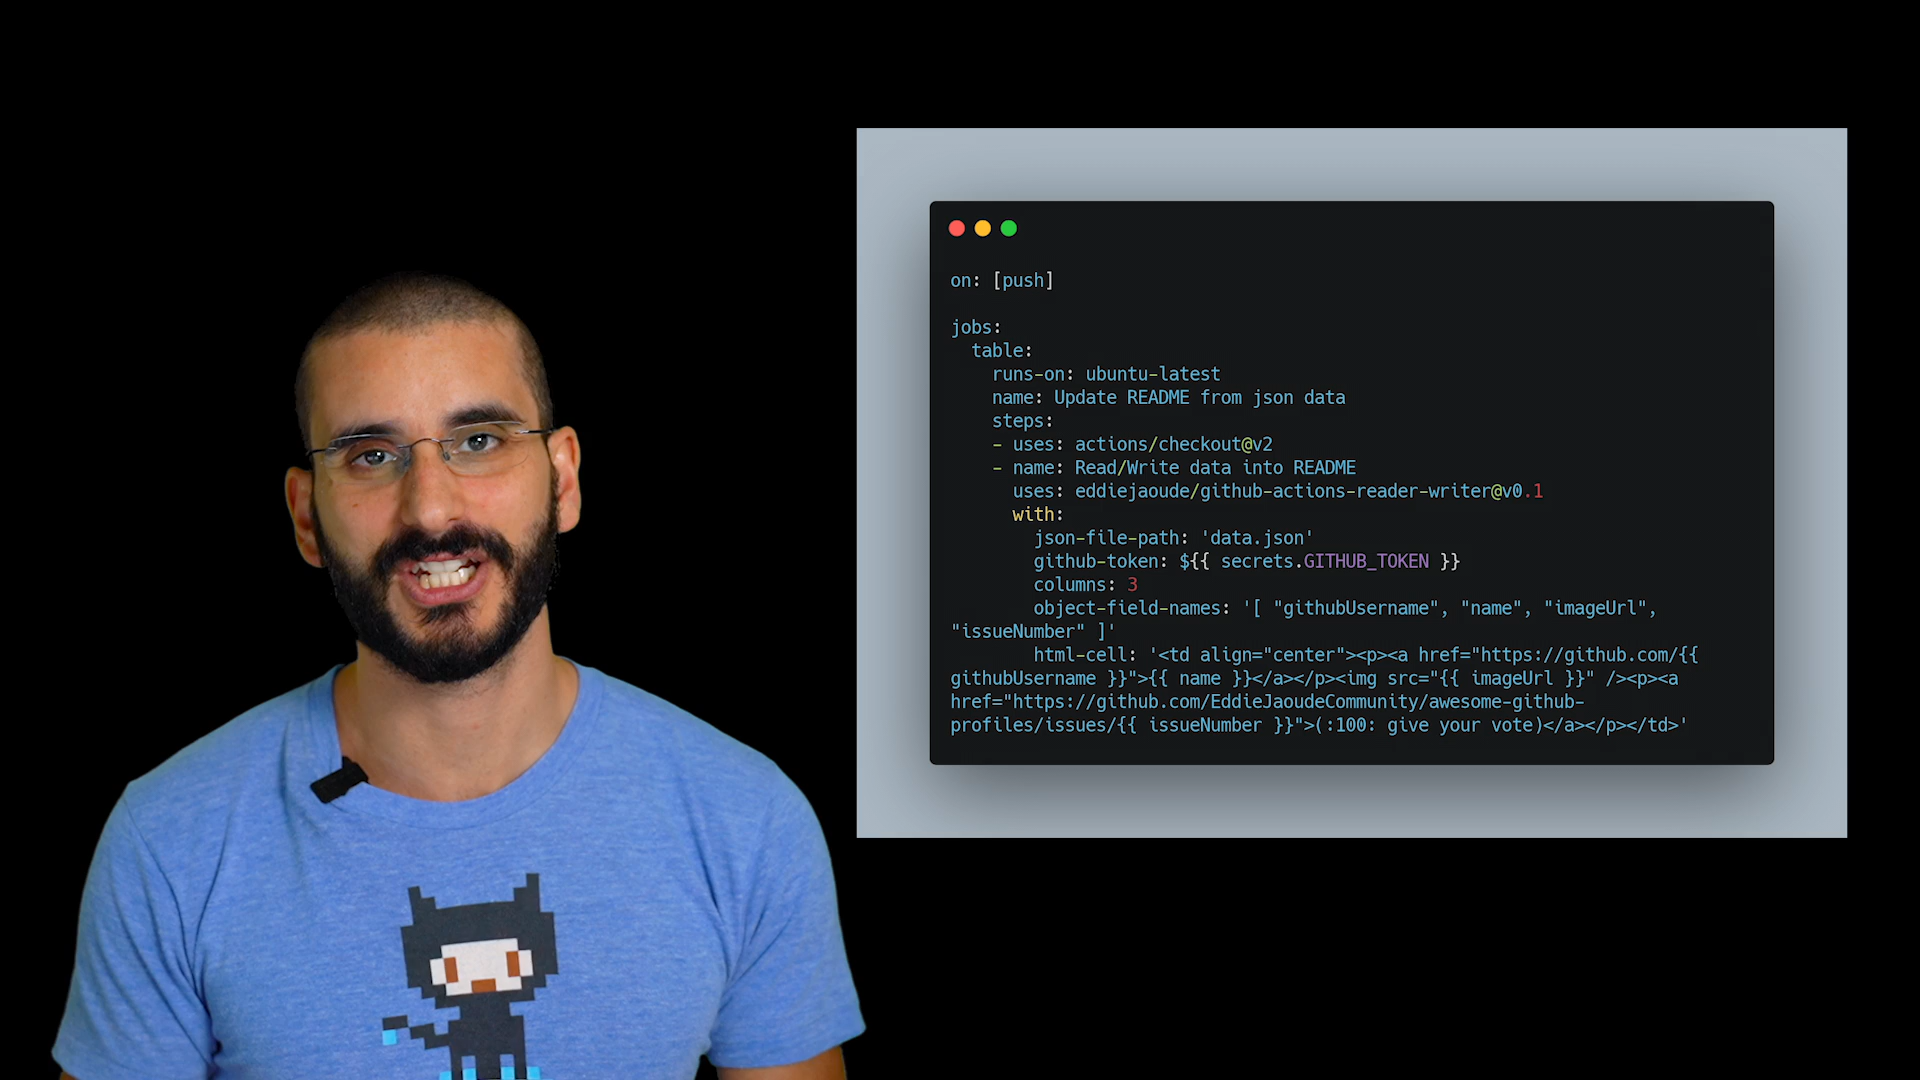 on: [push]
jobs:
table:
runs-on: ubuntu-latest
name: Update README from json data
steps:
- uses: actions/checkout@v2
- name: Read/Write data into README
uses: eddiejaoude/github-actions-reader-writer@v0.1
with:
json-file-path: 'data.json'
github-token: ${{ secrets.GITHUB_TOKEN }}
columns: 3
object-field-names: '[ "githubUsername", "name", "imageUrl",
"issueNumber" ]'
html-cell: '<td align="center"><p><a href="https://github.com/{{
githubUsername }}">{{ name }}</a></p><img src="{{ imageUrl }}" /><p><a
href="https://github.com/EddieJaoudeCommunity/awesome-github-
profiles/issues/{{ issueNumber }}">(:100: give your vote)</a></p></td>'